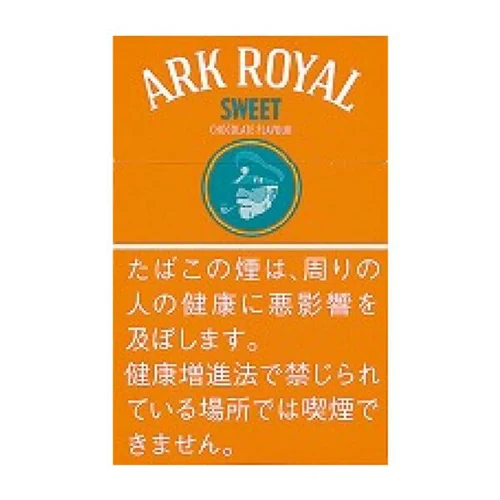 ARK ROYAL
SWEET
CHOCOLATE FLAVOUR
たばこの煙は、周りの
人の健康に悪影響を
及ぼします。
健康増進法で禁じられ
ている場所では喫煙で
きません。